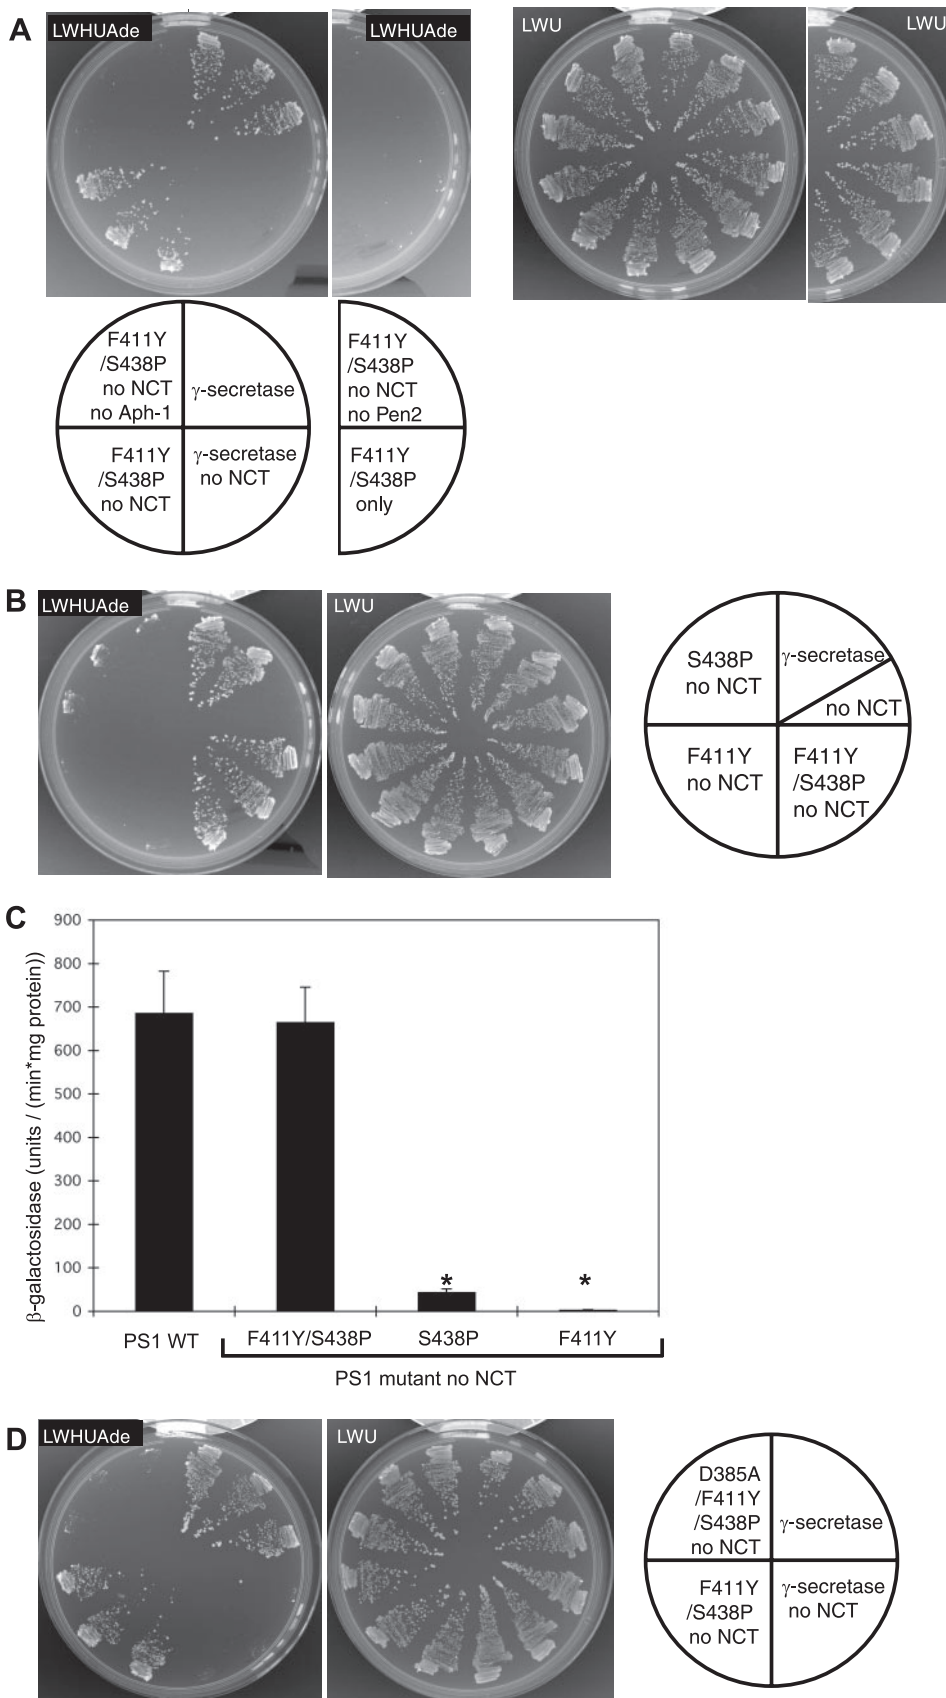 A
LWHUAde
LWHUAde
LWU
LWU
F411Y
/S438P
no NCT
no Aph-1
γ-secretase
F411Y
/S438P
no NCT
γ-secretase
no NCT
F411Y
/S438P
no NCT
no Pen2
F411Y
/S438P
only
B
LWHUAde
LWU
S438P
no NCT
γ-secretase
no NCT
F411Y
no NCT
F411Y
/S438P
no NCT
C
β-galactosidase (units / (min*mg protein))
900
800
700
600
500
400
300
200
100
0
*
*
PS1 WT
F411Y/S438P
S438P
F411Y
PS1 mutant no NCT
D
LWHUAde
LWU
D385A
/F411Y
/S438P
no NCT
γ-secretase
F411Y
/S438P
no NCT
γ-secretase
no NCT